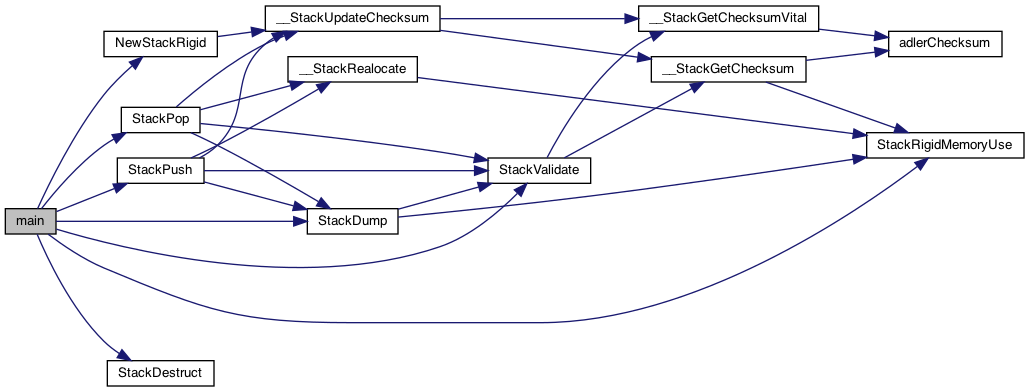 __StackUpdateChecksum
__StackGetChecksumVital
NewStackRigid
adlerChecksum
__StackRealocate
__StackGetChecksum
StackPop
StackRigidMemoryUse
StackPush
StackValidate
main
StackDump
StackDestruct